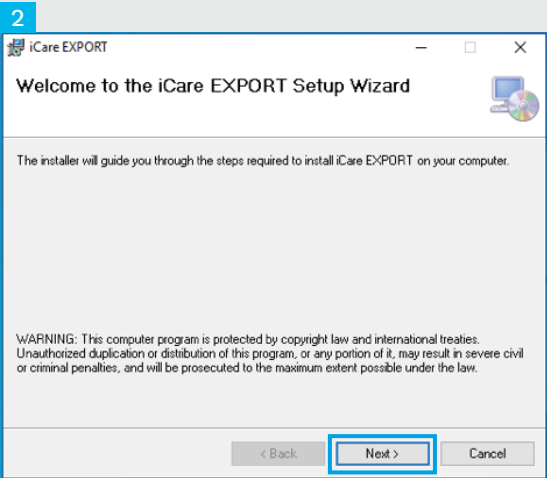 2
iCare EXPORT
Welcome to the iCare EXPORT Setup Wizard
The installer will guide you through the steps required to install iCare EXPORT on your computer.
WARNING: This computer program is protected by copyright law and international treaties.
Unauthorized duplication or distribution of this program, or any portion of it, may result in severe civil
or criminal penalties, and will be prosecuted to the maximum extent possible under the law.
< Back Next > Cancel